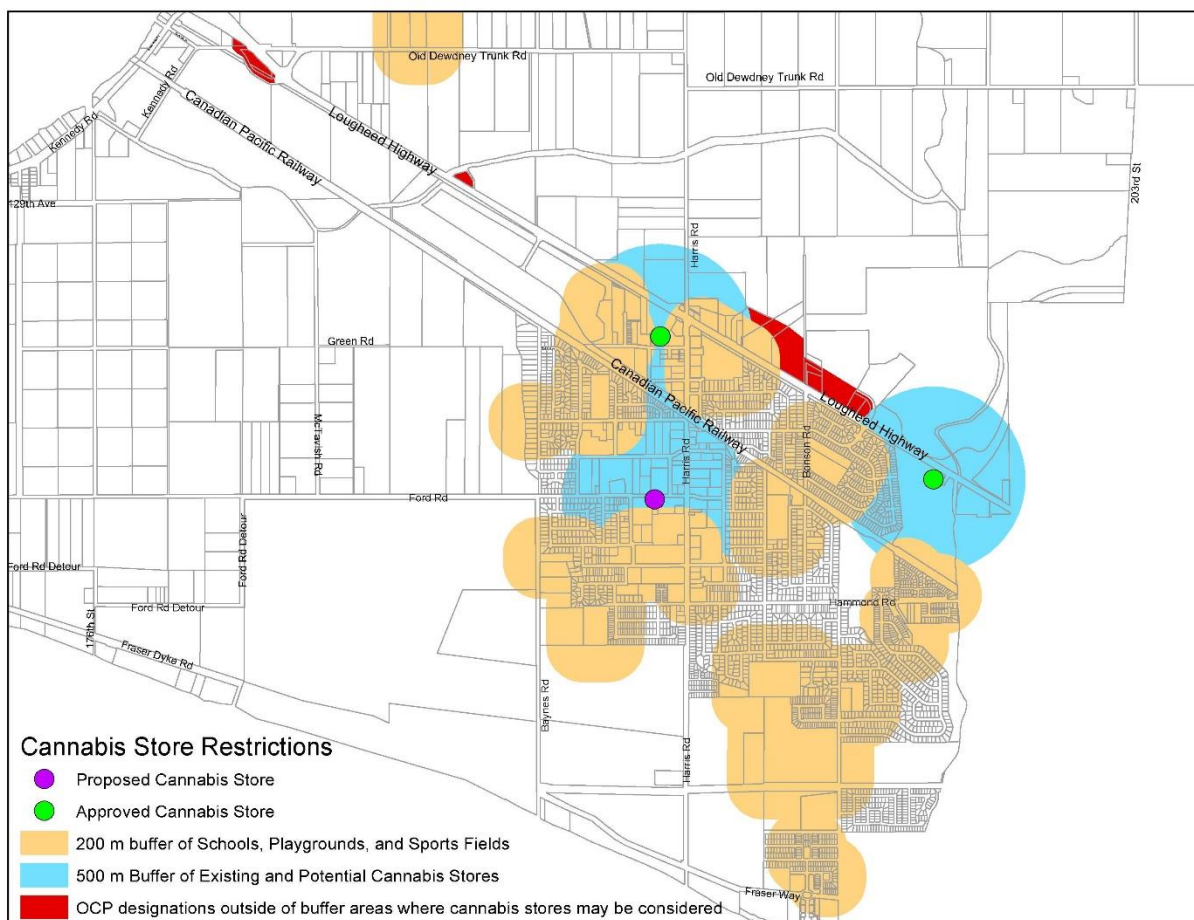 Old Dewdney Trunk Rd
Old Dewdney Trunk Rd
Kennedy Rd
Kennedy Rd
Canadian Pacific Railway
Lougheed Highway
203rd St
129th Ave
Harris Rd
Green Rd
Canadian Pacific Railway
Lougheed Highway
McTavish Rd
Harris Rd
Bonson Rd
Ford Rd
Ford Rd Detour
Ford Rd Detour
Ford Rd Detour
176th St
Hammond Rd
Fraser Dyke Rd
Baynes Rd
Harris Rd
Cannabis Store Restrictions
Proposed Cannabis Store
Approved Cannabis Store
200 m buffer of Schools, Playgrounds, and Sports Fields
500 m Buffer of Existing and Potential Cannabis Stores
Fraser Way
OCP designations outside of buffer areas where cannabis stores may be considered